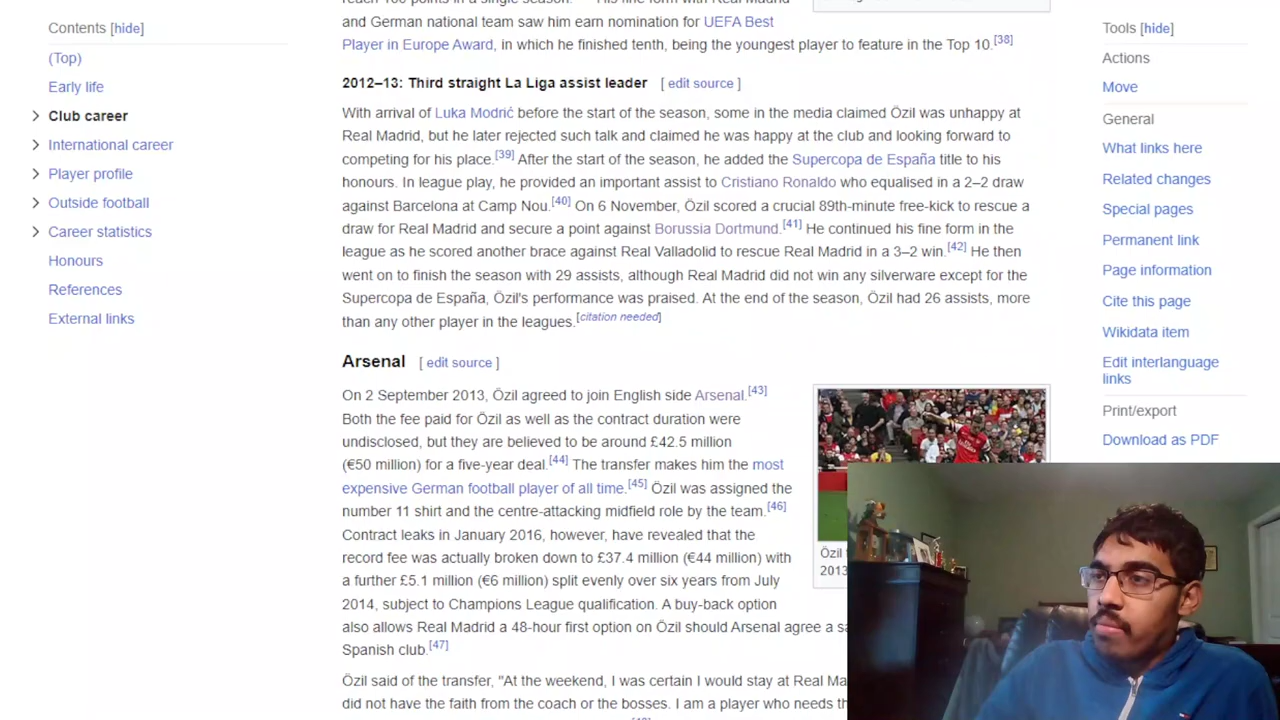 Contents [hide]
(Top)
Early life
Club career
International career
Player profile
Outside football
Career statistics
Honours
References
External links
and German national team saw him earn nomination for UEFA Best
Player in Europe Award, in which he finished tenth, being the youngest player to feature in the Top 10.[38]
2012–13: Third straight La Liga assist leader [ edit source ]
With arrival of Luka Modrić before the start of the season, some in the media claimed Özil was unhappy at
Real Madrid, but he later rejected such talk and claimed he was happy at the club and looking forward to
competing for his place.[39] After the start of the season, he added the Supercopa de España title to his
honours. In league play, he provided an important assist to Cristiano Ronaldo who equalised in a 2–2 draw
against Barcelona at Camp Nou.[40] On 6 November, Özil scored a crucial 89th-minute free-kick to rescue a
draw for Real Madrid and secure a point against Borussia Dortmund.[41] He continued his fine form in the
league as he scored another brace against Real Valladolid to rescue Real Madrid in a 3–2 win.[42] He then
went on to finish the season with 29 assists, although Real Madrid did not win any silverware except for the
Supercopa de España, Özil's performance was praised. At the end of the season, Özil had 26 assists, more
than any other player in the leagues.[citation needed]
Arsenal [ edit source ]
On 2 September 2013, Özil agreed to join English side Arsenal.[43]
Both the fee paid for Özil as well as the contract duration were
undisclosed, but they are believed to be around £42.5 million
(€50 million) for a five-year deal.[44] The transfer makes him the most
expensive German football player of all time.[45] Özil was assigned the
number 11 shirt and the centre-attacking midfield role by the team.[46]
Contract leaks in January 2016, however, have revealed that the
record fee was actually broken down to £37.4 million (€44 million) with
a further £5.1 million (€6 million) split evenly over six years from July
2014, subject to Champions League qualification. A buy-back option
also allows Real Madrid a 48-hour first option on Özil should Arsenal agree a
Spanish club.[47]
Özil said of the transfer, "At the weekend, I was certain I would stay at Real
did not have the faith from the coach or the bosses. I am a player who needs
Özil
2013
Tools [hide]
Actions
Move
General
What links here
Related changes
Special pages
Permanent link
Page information
Cite this page
Wikidata item
Edit interlanguage
links
Print/export
Download as PDF